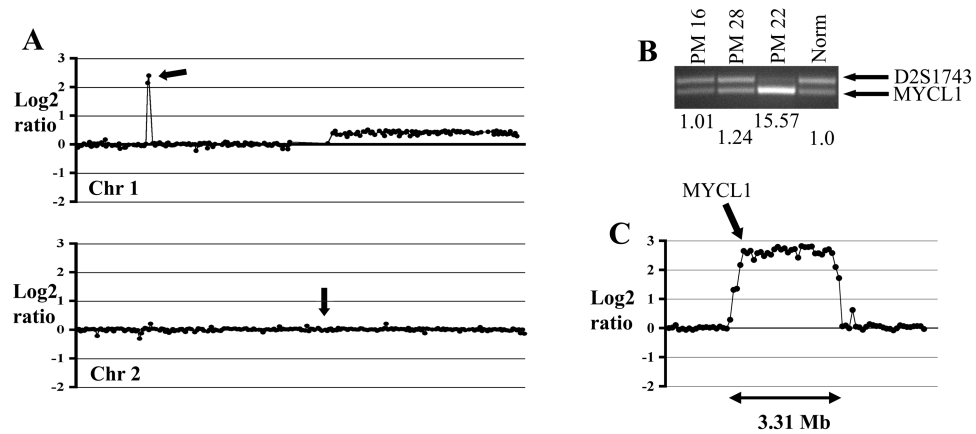 A
3
2
1
0
-1
-2
Log2
ratio
Chr 1
3
2
1
0
-1
-2
Log2
ratio
Chr 2
B
PM 16
PM 28
PM 22
Norm
D2S1743
MYCL1
1.01
1.24
15.57
1.0
C
MYCL1
3
2
1
0
-1
-2
Log2
ratio
3.31 Mb